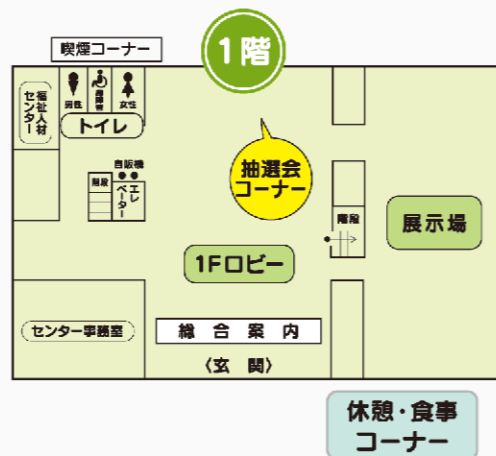 1階
喫煙コーナー
福祉人材
センター
男性
障害者
女性
トイレ
自販機
階段
エレ
ベーター
抽選会
コーナー
階段
展示場
1Fロビー
センター事務室
総合案内
〈玄関〉
休憩・食事
コーナー